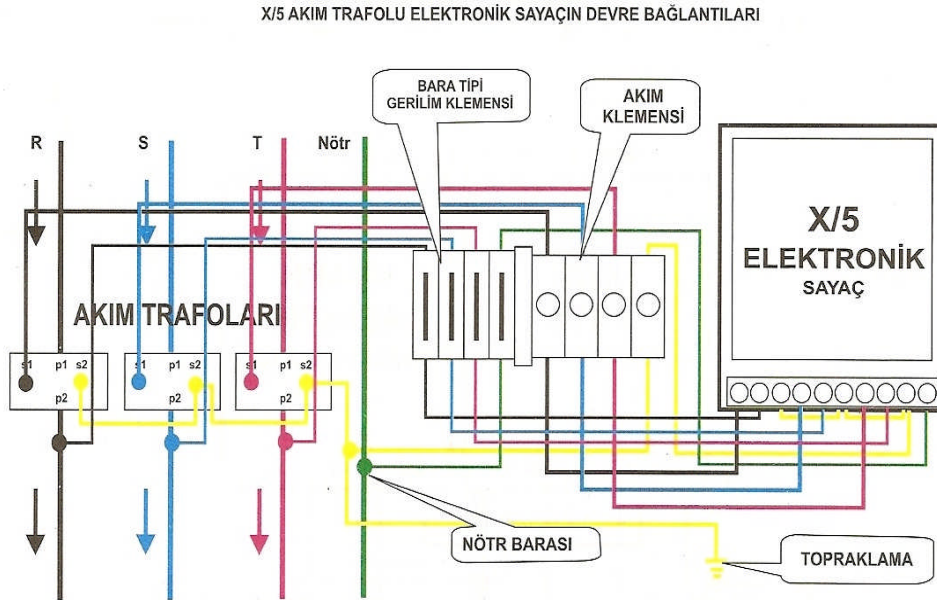 X/5 AKIM TRAFOLU ELEKTRONİK SAYAÇIN DEVRE BAĞLANTILARI
BARA TİPİ
GERİLİM KLEMENSİ
AKIM
KLEMENSİ
R S T Nötr
X/5
ELEKTRONİK
SAYAÇ
AKIM TRAFOLARI
s1 p1 s2 s1 p1 s2 s1 p1 s2
p2 p2 p2
NÖTR BARASI
TOPRAKLAMA